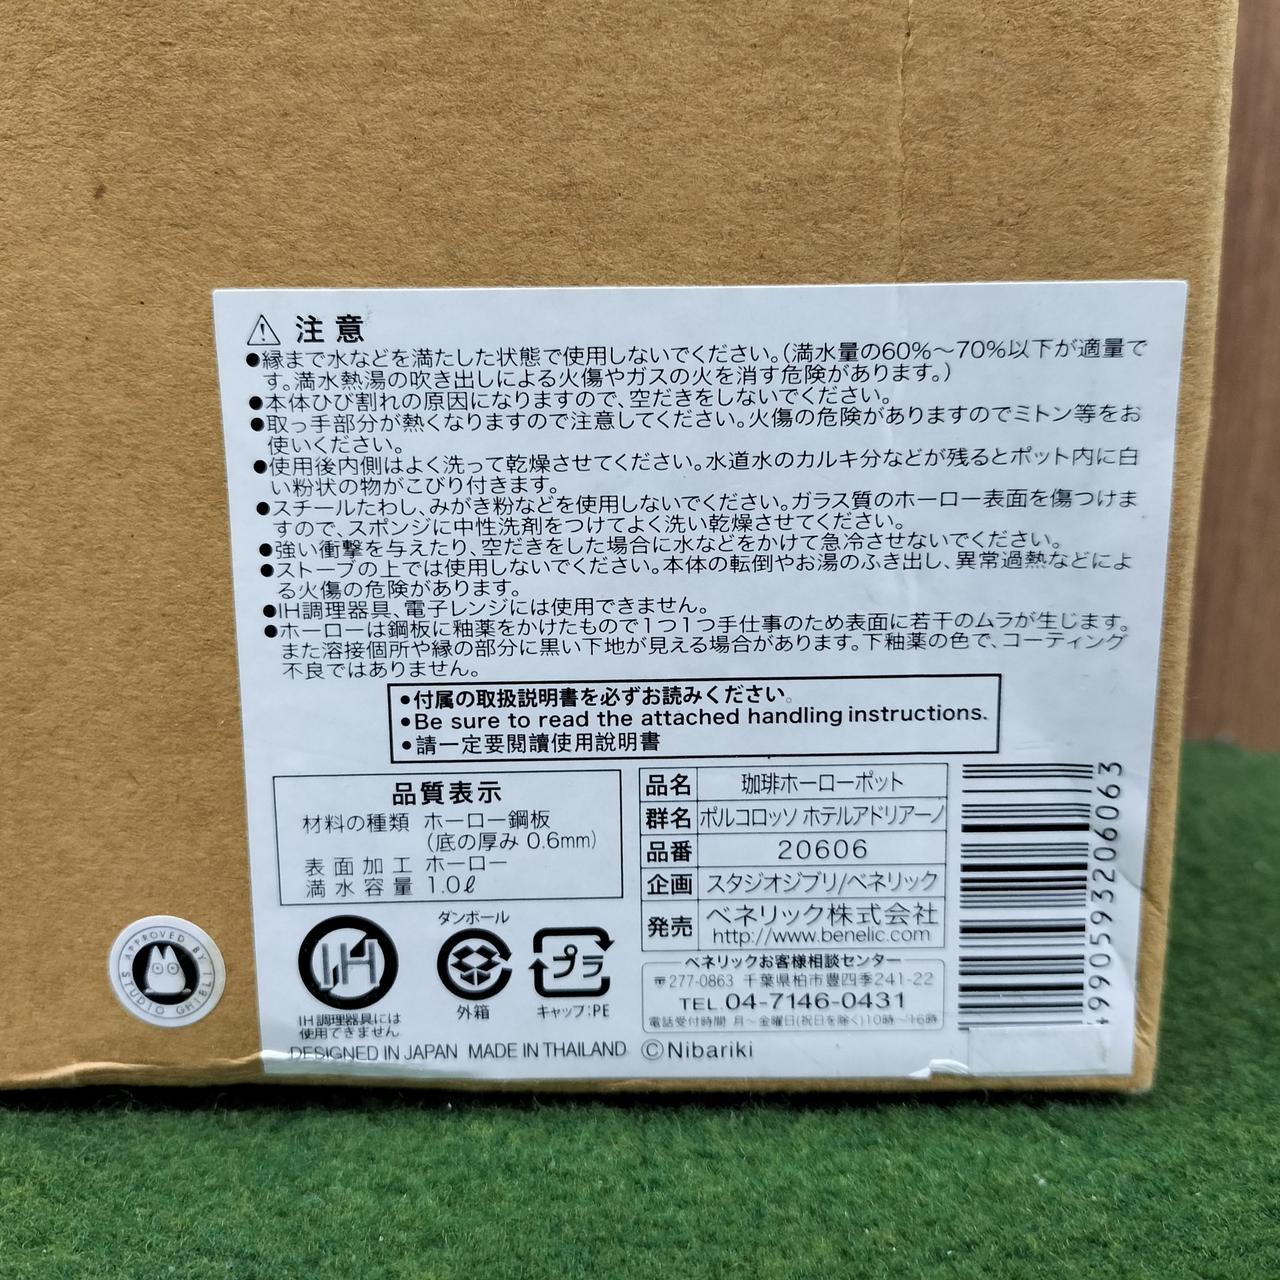 ⚠ 注意
●縁まで水などを満たした状態で使用しないでください。(満水量の60%～70%以下が適量で
す。満水熱湯の吹き出しによる火傷やガスの火を消す危険があります。)
●本体ひび割れの原因になりますので、空だきをしないでください。
●取っ手部分が熱くなりますので注意してください。火傷の危険がありますのでミトン等をお
使いください。
●使用後内側はよく洗って乾燥させてください。水道水のカルキ分などが残るとポット内に白
い粉状の物がこびり付きます。
●スチールたわし、みがき粉などを使用しないでください。ガラス質のホーロー表面を傷つけま
すので、スポンジに中性洗剤をつけてよく洗い乾燥させてください。
●強い衝撃を与えたり、空だきをした場合に水などをかけて急冷させないでください。
●ストーブの上では使用しないでください。本体の転倒やお湯のふき出し、異常過熱などによ
る火傷の危険があります。
●IH調理器具、電子レンジには使用できません。
●ホーローは鋼板に釉薬をかけたもので1つ1つ手仕事のため表面に若干のムラが生じます。
また溶接個所や縁の部分に黒い下地が見える場合があります。下釉薬の色で、コーティング
不良ではありません。
●付属の取扱説明書を必ずお読みください。
●Be sure to read the attached handling instructions.
●請一定要閱讀使用說明書
品質表示
材料の種類 ホーロー鋼板
(底の厚み 0.6mm)
表面加工 ホーロー
満水容量 1.0ℓ
品名 珈琲ホーローポット
群名 ポルコロッソ ホテルアドリアーノ
品番 20606
企画 スタジオジブリ/ベネリック
発売 ベネリック株式会社
http://www.benelic.com
ベネリックお客様相談センター
〒277-0863 千葉県柏市豊四季241-22
TEL.04-7146-0431
電話受付時間 月～金曜日(祝日を除く)10時～16時
4990593206063
IH
IH調理器具には
使用できません
ダンボール
外箱
プラ
キャップ:PE
DESIGNED IN JAPAN MADE IN THAILAND ©Nibariki
APPROVED BY STUDIO GHIBLI